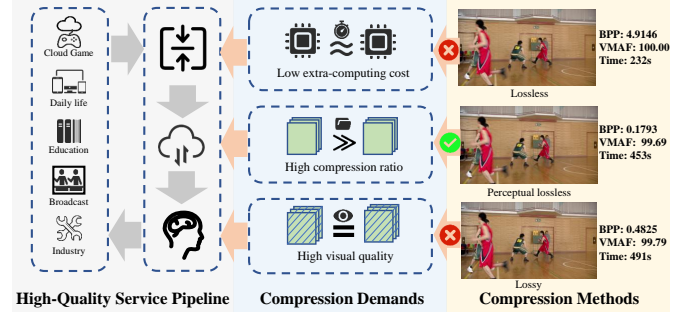 Cloud Game
Daily life
Education
Broadcast
Industry
High-Quality Service Pipeline
Low extra-computing cost
High compression ratio
High visual quality
Compression Demands
BPP: 4.9146
VMAF: 100.00
Time: 232s
Lossless
BPP: 0.1793
VMAF: 99.69
Time: 453s
Perceptual lossless
BPP: 0.4825
VMAF: 99.79
Time: 491s
Lossy
Compression Methods